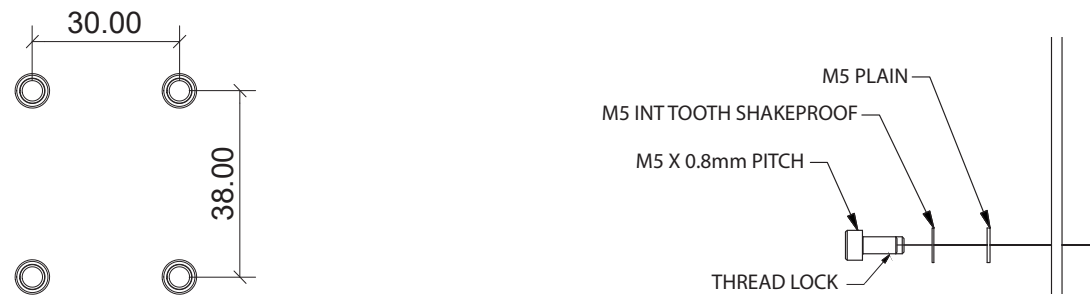 30.00
38.00
M5 PLAIN
M5 INT TOOTH SHAKEPROOF
M5 X 0.8mm PITCH
THREAD LOCK